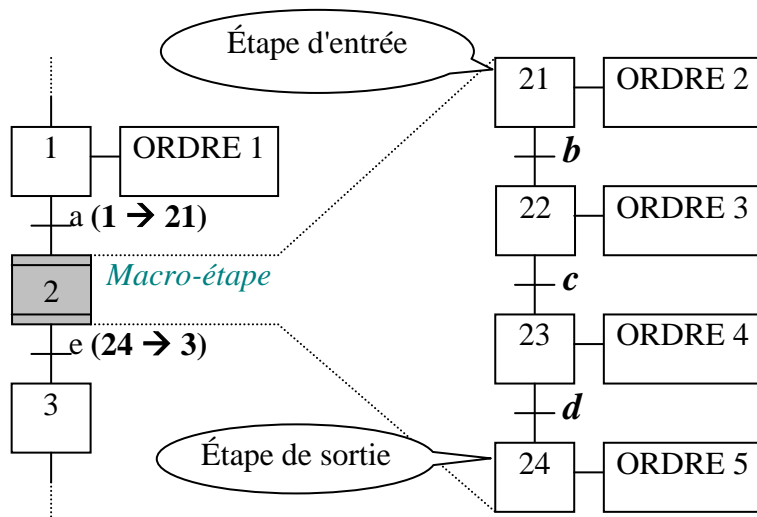 Étape d'entrée
1
ORDRE 1
a (1 → 21)
2
Macro-étape
e (24 → 3)
3
Étape de sortie
21
ORDRE 2
b
22
ORDRE 3
c
23
ORDRE 4
d
24
ORDRE 5